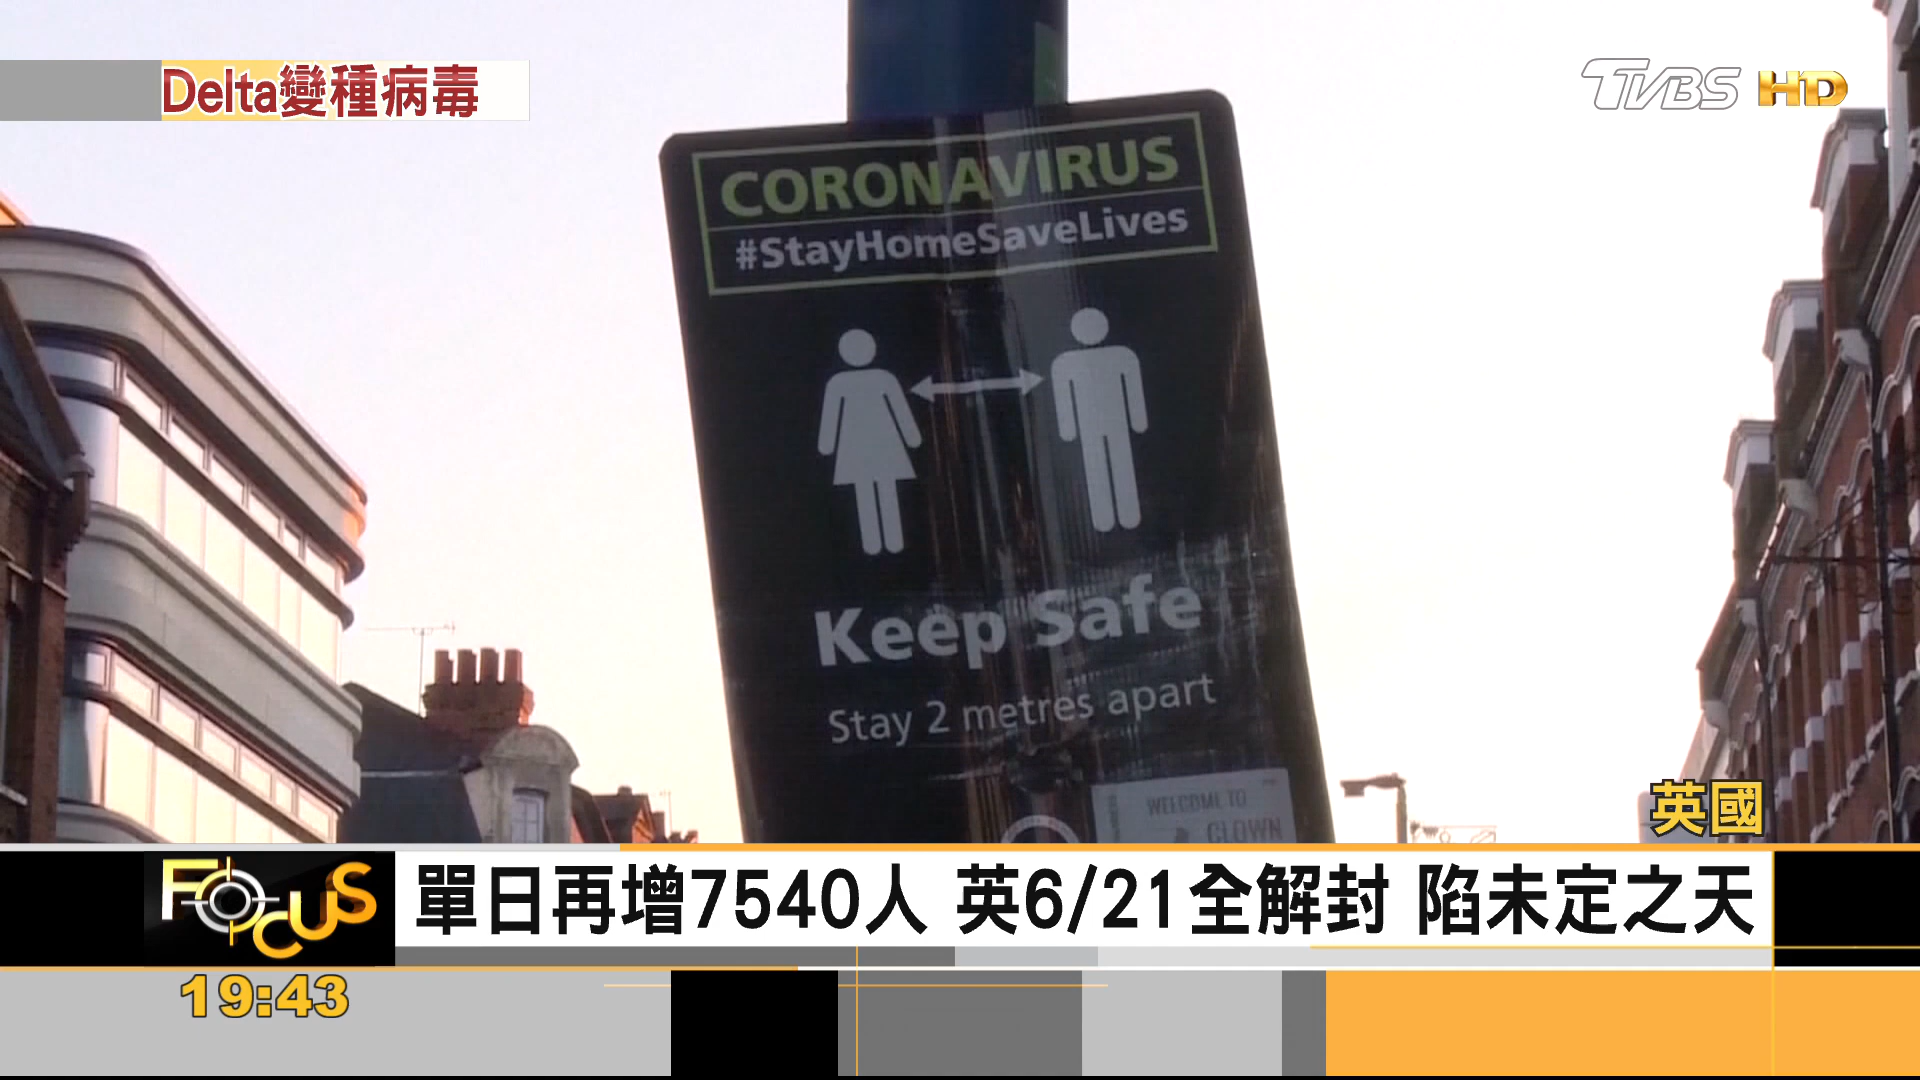 Delta變種病毒
TVBS HD
CORONAVIRUS
#StayHomeSaveLives
Keep Safe
Stay 2 metres apart
WELCOME TO
CLOWN
英國
FOCUS
單日再增7540人 英6/21全解封 陷未定之天
19:43